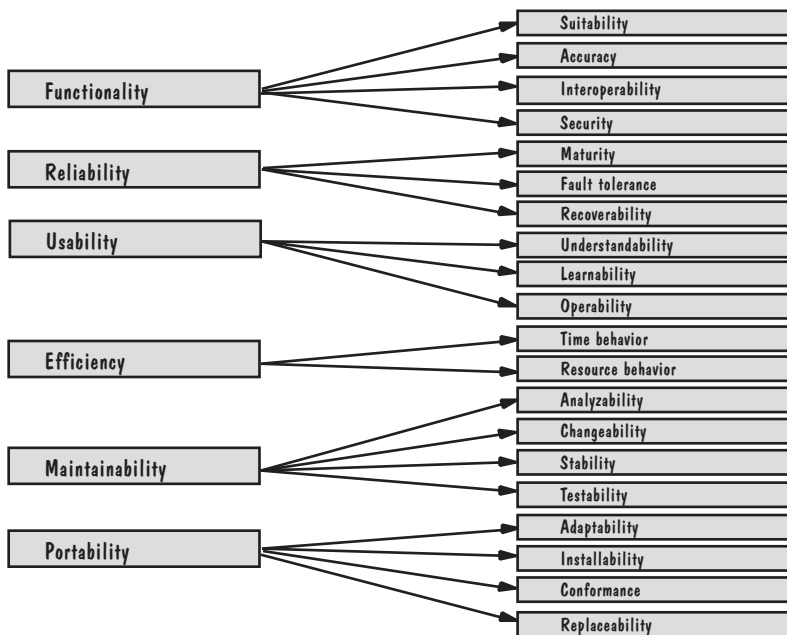 Functionality
Reliability
Usability
Efficiency
Maintainability
Portability
Suitability
Accuracy
Interoperability
Security
Maturity
Fault tolerance
Recoverability
Understandability
Learnability
Operability
Time behavior
Resource behavior
Analyzability
Changeability
Stability
Testability
Adaptability
Installability
Conformance
Replaceability